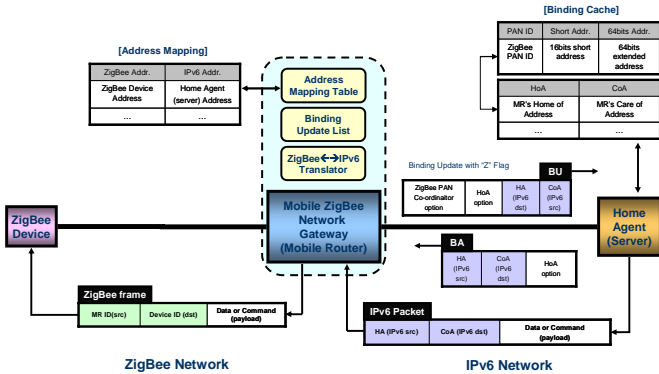 [Binding Cache]
PAN ID Short Addr. 64bits Addr.
ZigBee
PAN ID
16bits short
address
64bits
extended
address
HoA CoA
MR's Home of
Address
MR's Care of
Address
... ...
[Address Mapping]
ZigBee Addr. IPv6 Addr.
ZigBee Device
Address
Home Agent
(server) Address
... ...
Address
Mapping Table
Binding
Update List
ZigBee IPv6
Translator
Binding Update with "Z" Flag
BU
ZigBee PAN
Co-ordinaitor
option
HoA
option
HA
(IPv6
dst)
CoA
(IPv6
src)
ZigBee
Device
Mobile ZigBee
Network
Gateway
(Mobile Router)
Home
Agent
(Server)
BA
HA
(IPv6
src)
CoA
(IPv6
dst)
HoA
option
ZigBee frame
MR ID(src) Device ID (dst) Data or Command
(payload)
IPv6 Packet
HA (IPv6 src) CoA (IPv6 dst) Data or Command
(payload)
ZigBee Network
IPv6 Network